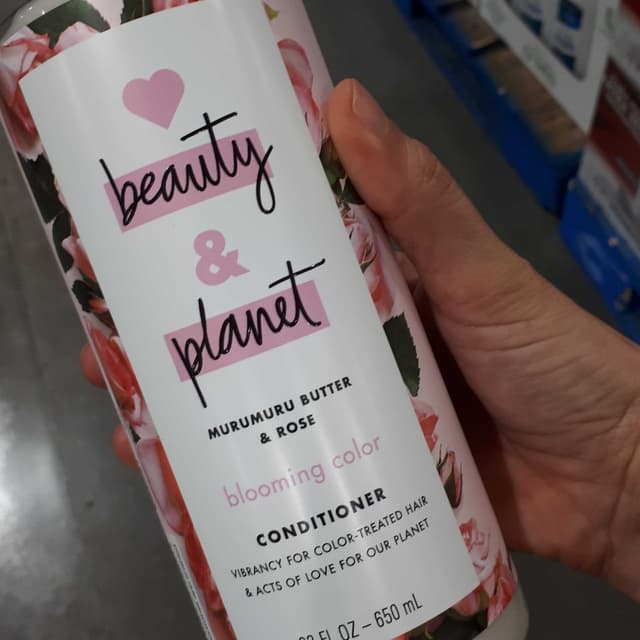 beauty
&
planet
MURUMURU BUTTER
& ROSE
blooming color
CONDITIONER
VIBRANCY FOR COLOR-TREATED HAIR
& ACTS OF LOVE FOR OUR PLANET
FL OZ – 650 mL